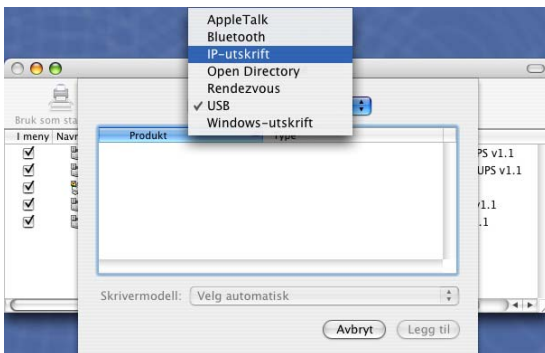 AppleTalk
Bluetooth
IP-utskrift
Open Directory
Rendezvous
✓ USB
Windows-utskrift
Bruk som sta
I meny Navn
Produkt Type
PS v1.1
UPS v1.1
v1.1
.1
Skrivermodell: Velg automatisk
Avbryt Legg til